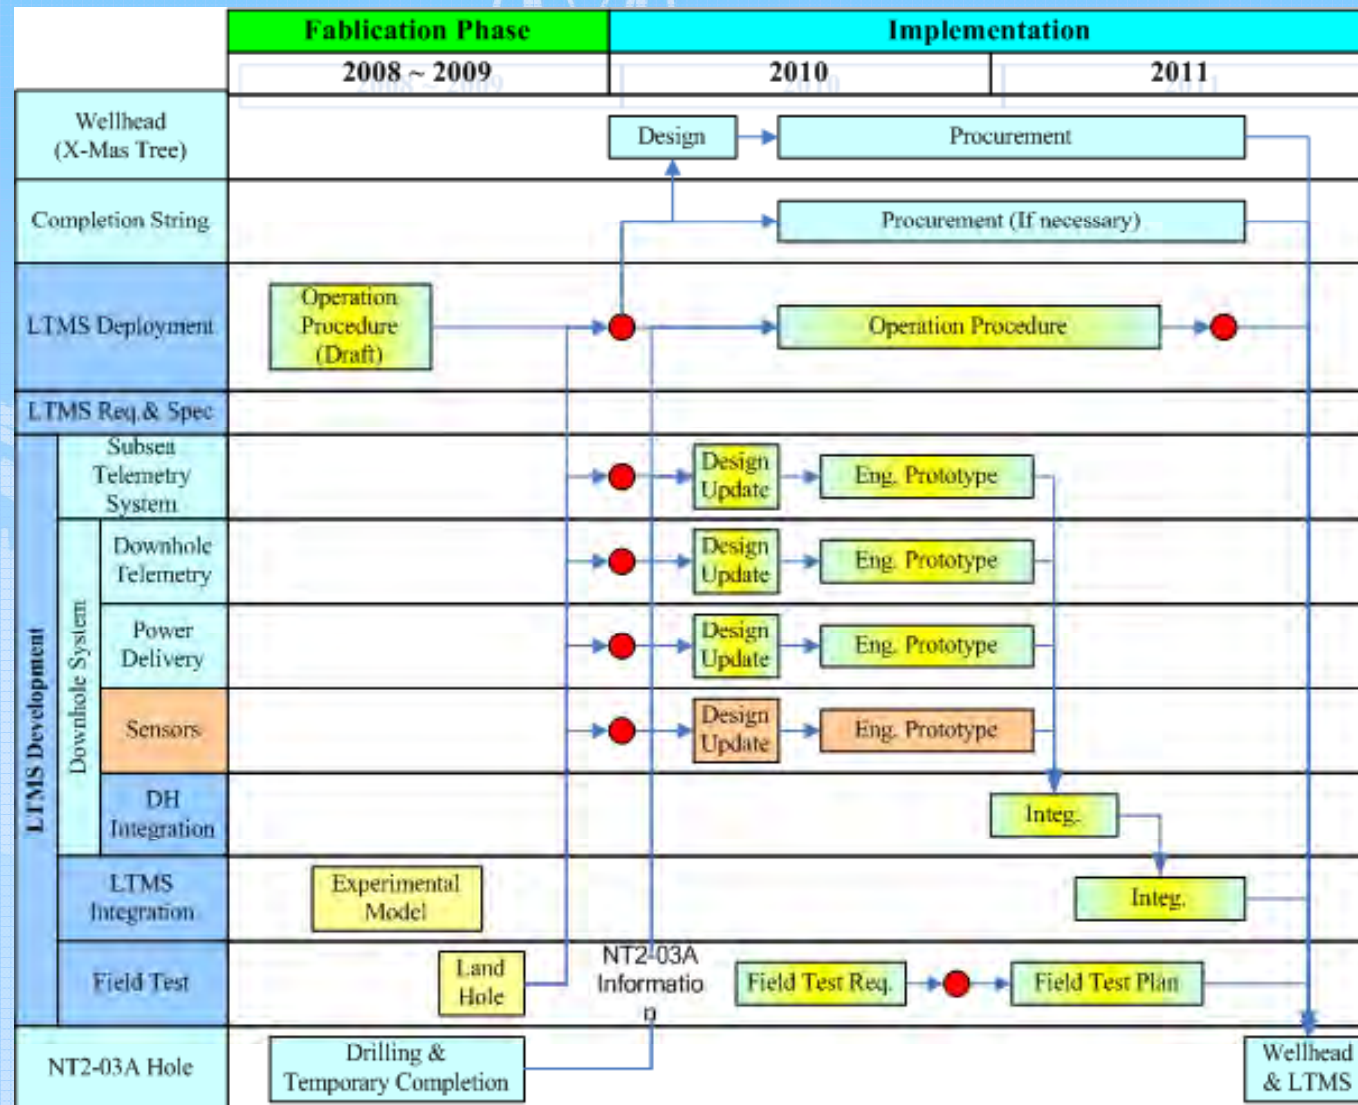 Fablication Phase
Implementation
2008 ~ 2009
2010
2011
Wellhead
(X-Mas Tree)
Design
Procurement
Completion String
Procurement (If necessary)
LTMS Deployment
Operation
Procedure
(Draft)
Operation Procedure
LTMS Req.& Spec
LTMS Development
Subsea
Telemetry
System
Design
Update
Eng. Prototype
Downhole System
Downhole
Telemetry
Design
Update
Eng. Prototype
Power
Delivery
Design
Update
Eng. Prototype
Sensors
Design
Update
Eng. Prototype
DH
Integration
Integ.
LTMS
Integration
Experimental
Model
Integ.
Field Test
Land
Hole
NT2-03A
Informatio
n
Field Test Req.
Field Test Plan
NT2-03A Hole
Drilling &
Temporary Completion
Wellhead
& LTMS